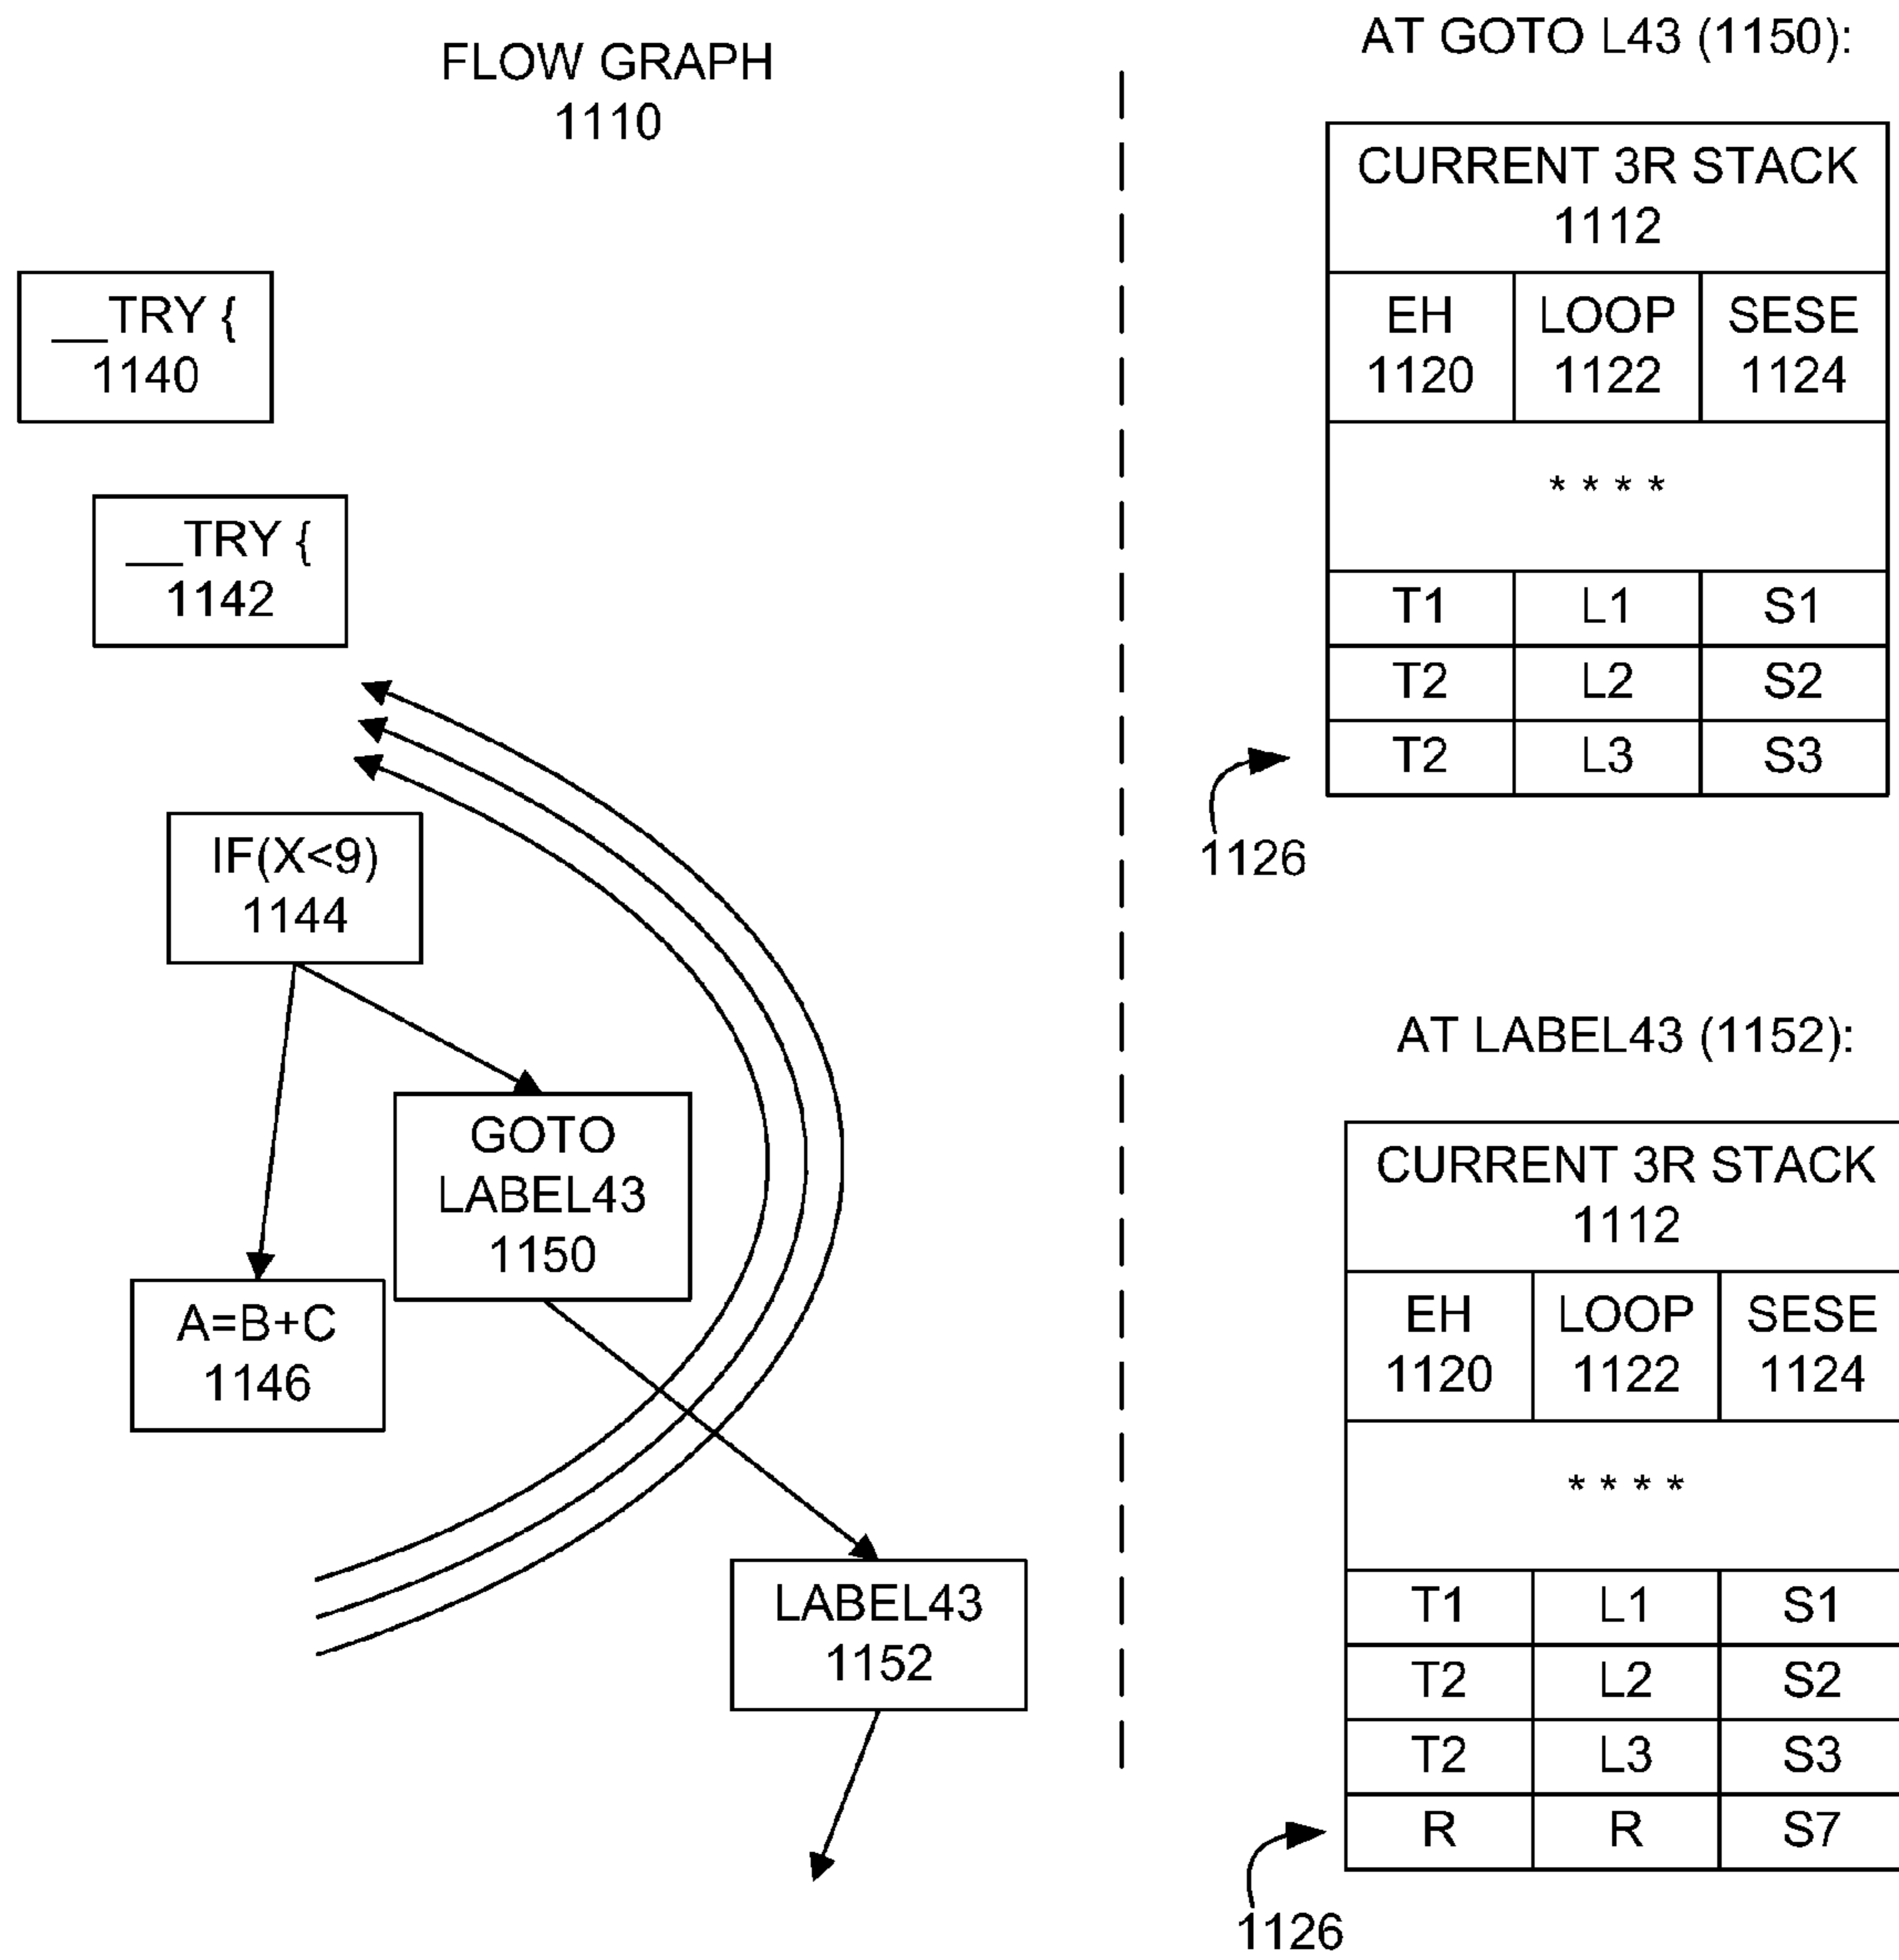 FLOW GRAPH
1110
__TRY {
1140
__TRY {
1142
IF(X<9)
1144
GOTO
LABEL43
1150
A=B+C
1146
LABEL43
1152
AT GOTO L43 (1150):
CURRENT 3R STACK
1112
EH LOOP SESE
1120 1122 1124
* * * *
T1 L1 S1
T2 L2 S2
T2 L3 S3
1126
AT LABEL43 (1152):
CURRENT 3R STACK
1112
EH LOOP SESE
1120 1122 1124
* * * *
T1 L1 S1
T2 L2 S2
T2 L3 S3
R R S7
1126